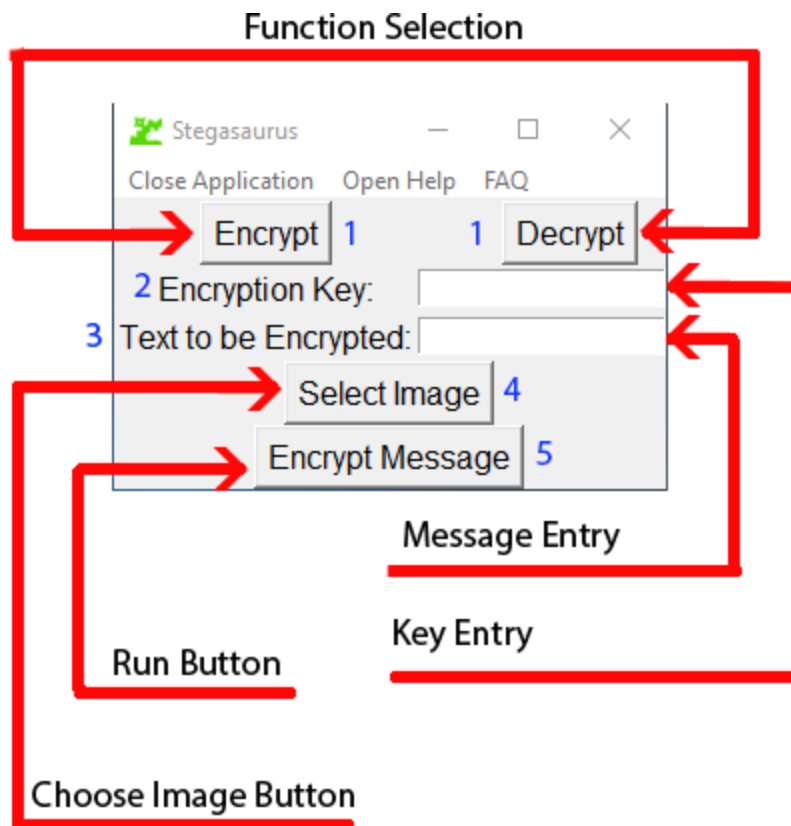 Function Selection
Stegasaurus
Close Application Open Help FAQ
Encrypt 1 1 Decrypt
2 Encryption Key:
3 Text to be Encrypted:
Select Image 4
Encrypt Message 5
Message Entry
Key Entry
Run Button
Choose Image Button